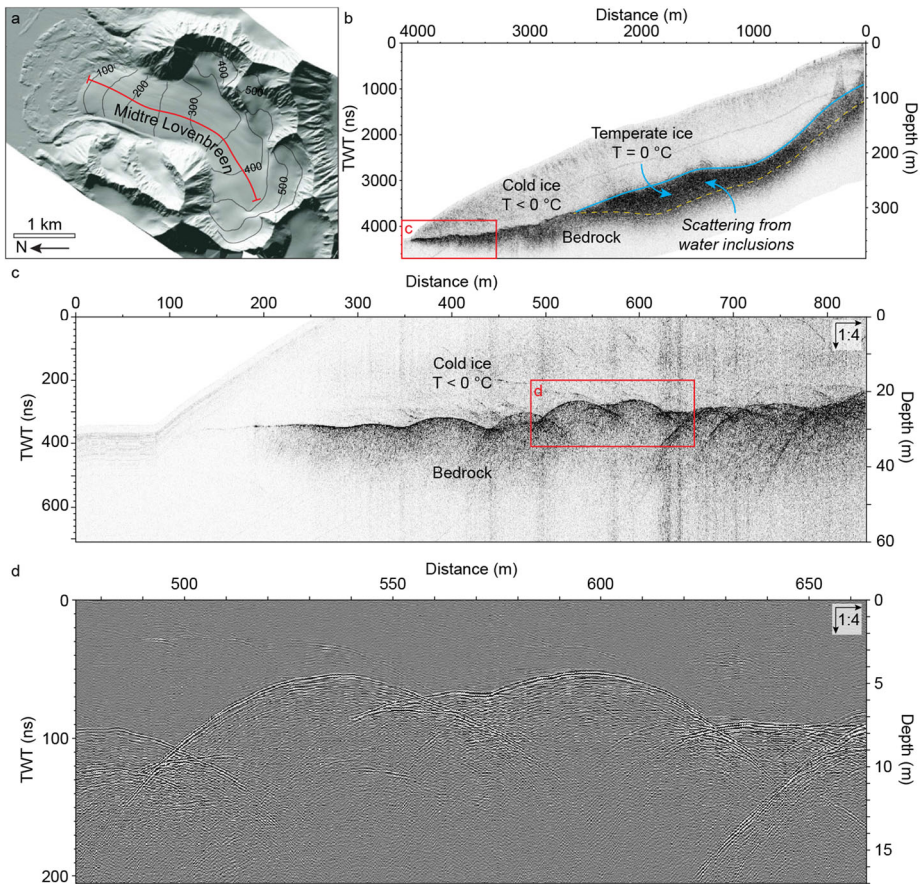 a
100
200
300
400
500
400
500
Midtre Lovenbreen
1 km
N
b
Distance (m)
4000 3000 2000 1000 0
TWT (ns)
0
1000
2000
3000
4000
Depth (m)
0
100
200
300
Temperate ice
T = 0 °C
Cold ice
T < 0 °C
Bedrock
Scattering from
water inclusions
c
c
Distance (m)
0 100 200 300 400 500 600 700 800
TWT (ns)
0
200
400
600
Depth (m)
0
20
40
60
1:4
Cold ice
T < 0 °C
d
Bedrock
d
Distance (m)
500 550 600 650
TWT (ns)
0
100
200
Depth (m)
0
5
10
15
1:4